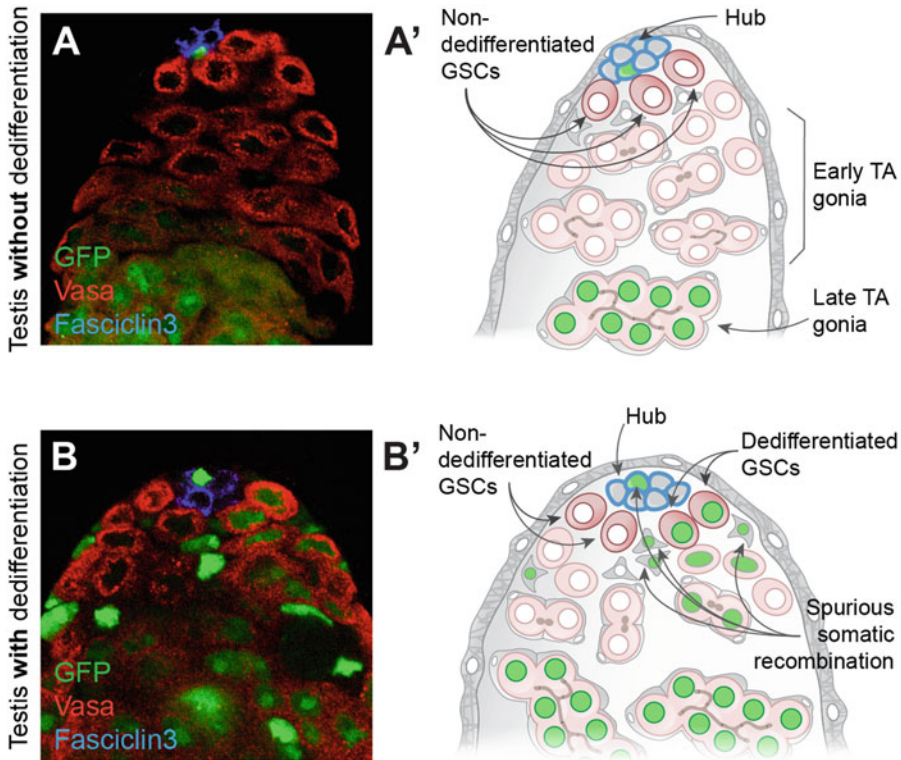 Testis without dedifferentiation
A
GFP
Vasa
Fasciclin3
A'
Non-
dedifferentiated
GSCs
Hub
Early TA
gonia
Late TA
gonia
Testis with dedifferentiation
B
GFP
Vasa
Fasciclin3
B'
Non-
dedifferentiated
GSCs
Hub
Dedifferentiated
GSCs
Spurious
somatic
recombination